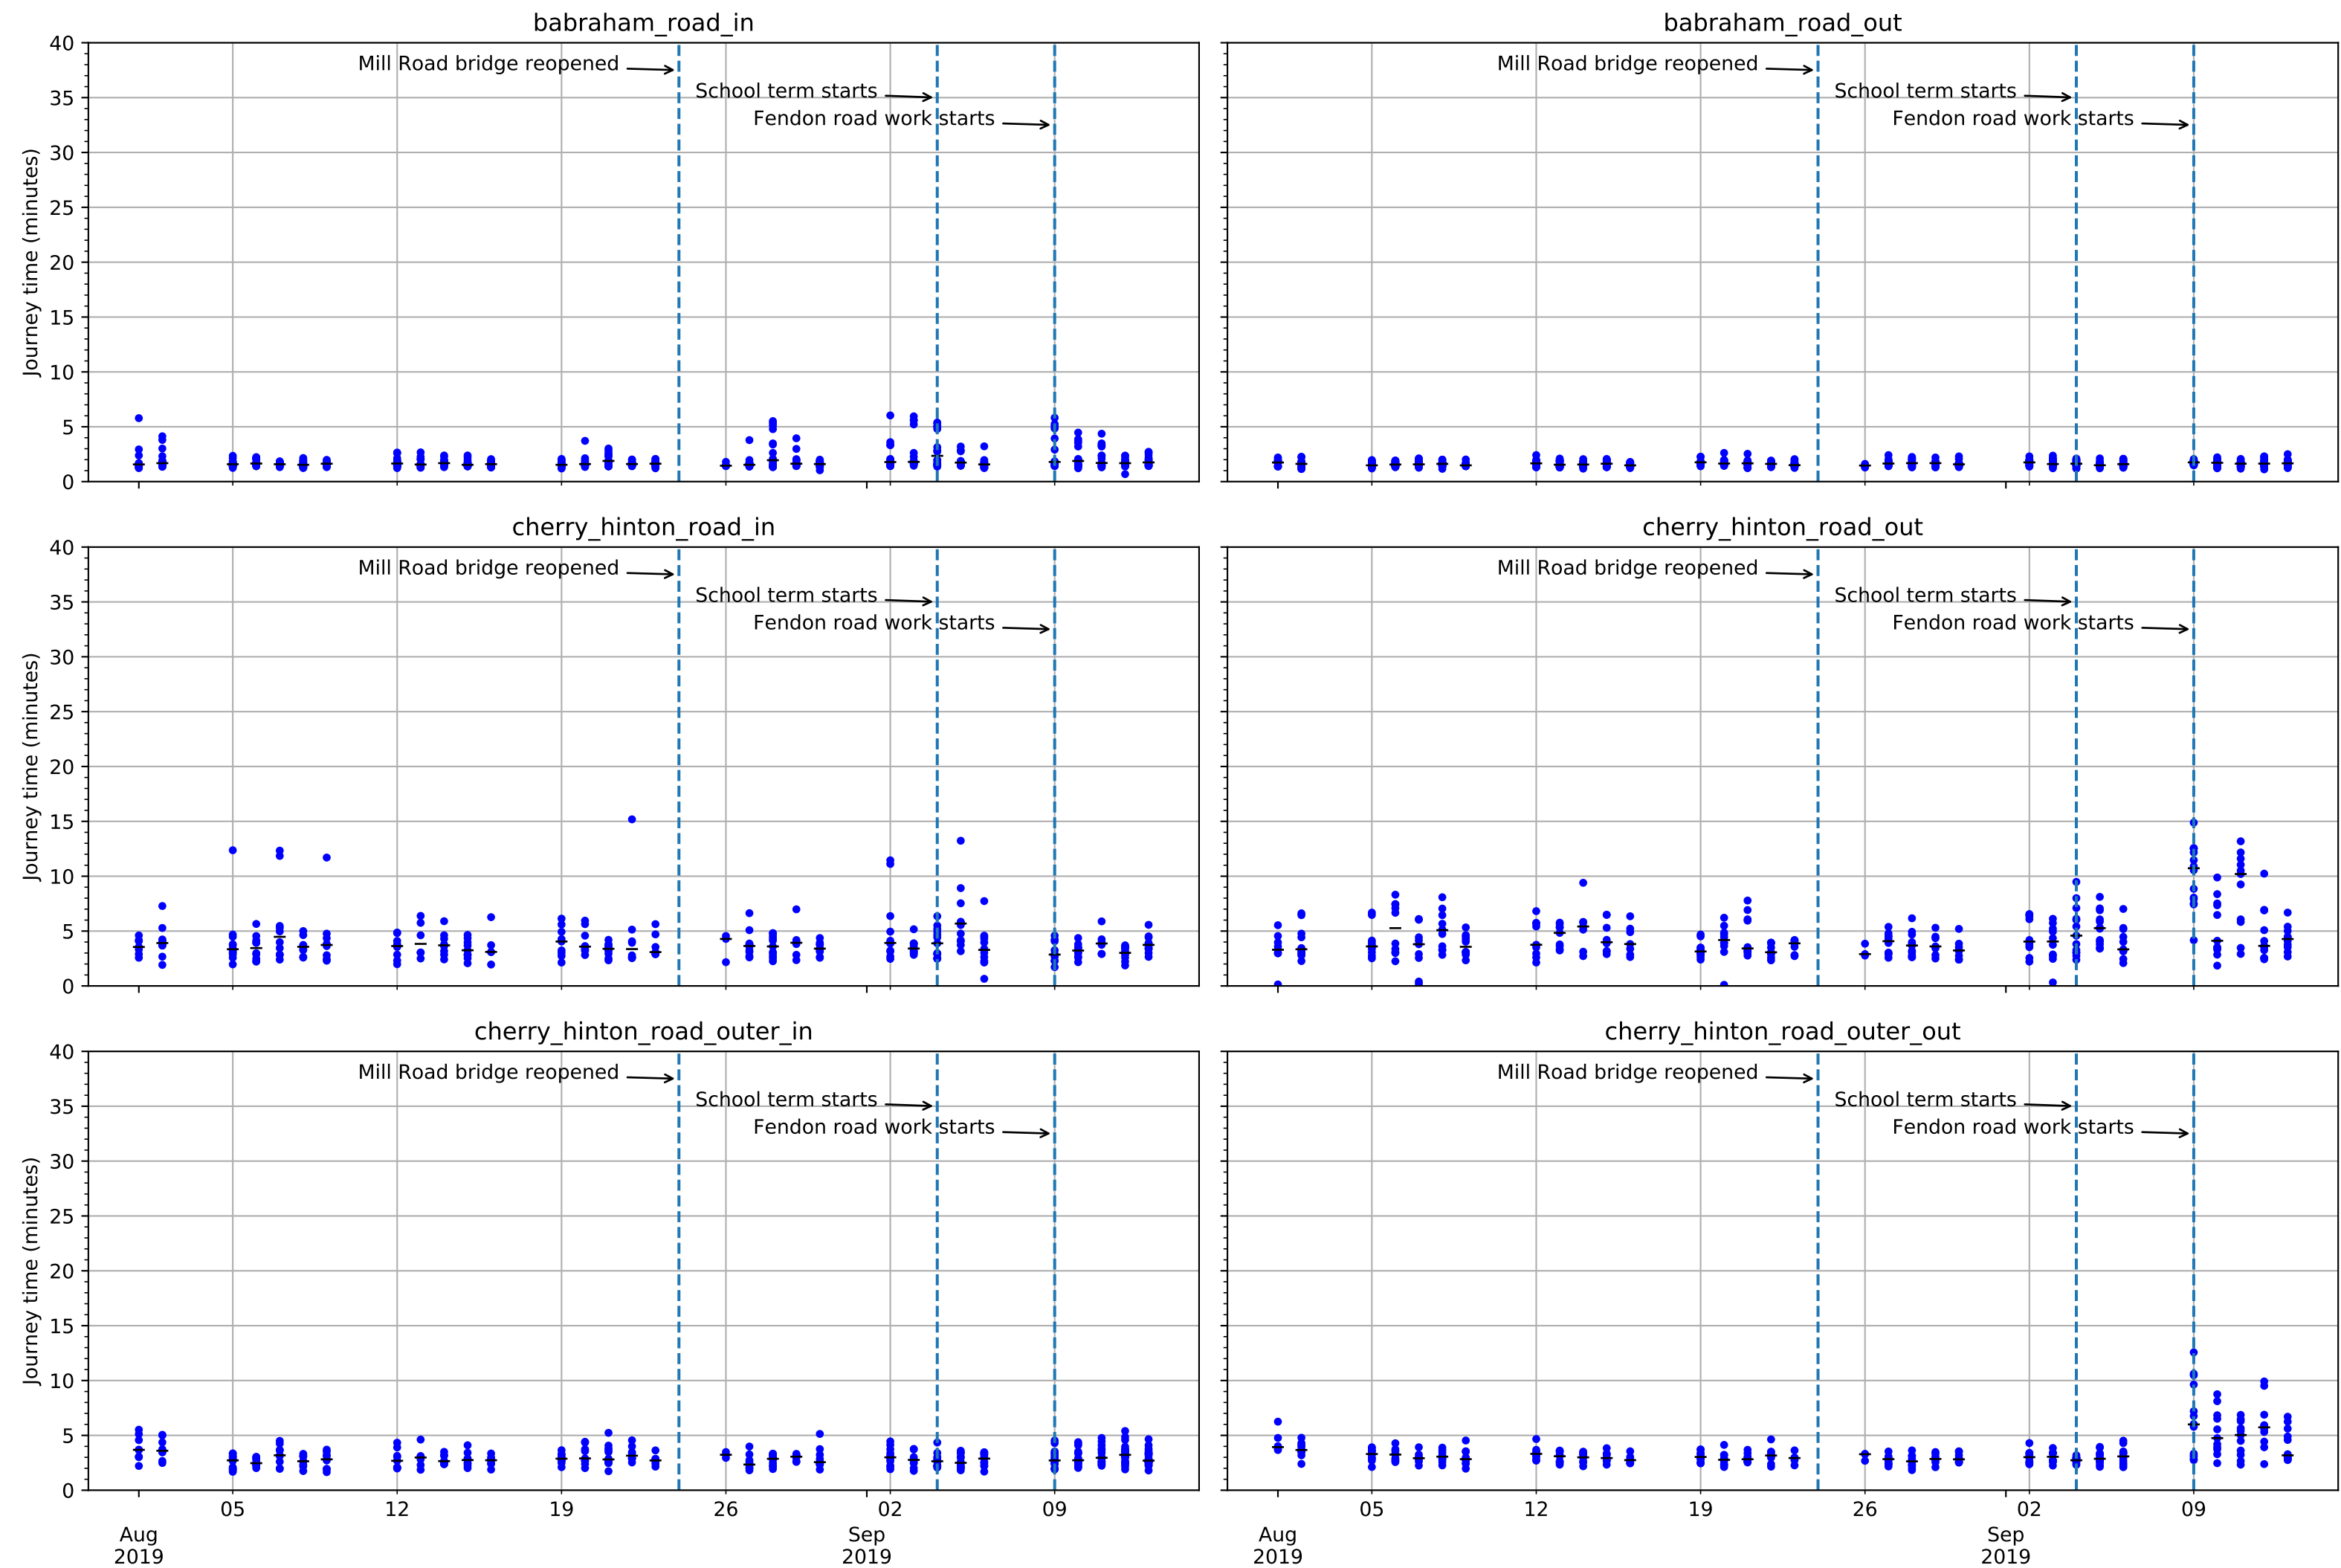 babraham_road_in
babraham_road_out
Journey time (minutes)
40
35
30
25
20
15
10
5
0
Mill Road bridge reopened
School term starts
Fendon road work starts
Mill Road bridge reopened
School term starts
Fendon road work starts
cherry_hinton_road_in
cherry_hinton_road_out
Journey time (minutes)
40
35
30
25
20
15
10
5
0
Mill Road bridge reopened
School term starts
Fendon road work starts
Mill Road bridge reopened
School term starts
Fendon road work starts
cherry_hinton_road_outer_in
cherry_hinton_road_outer_out
Journey time (minutes)
40
35
30
25
20
15
10
5
0
Mill Road bridge reopened
School term starts
Fendon road work starts
Mill Road bridge reopened
School term starts
Fendon road work starts
05 12 19 26 02 09
Aug Sep
2019 2019
05 12 19 26 02 09
Aug Sep
2019 2019